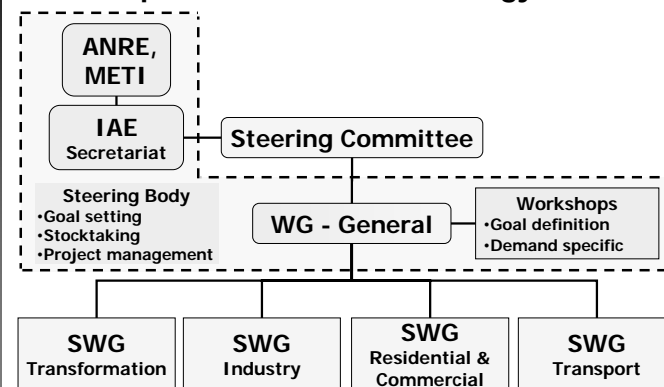 ANRE,
METI
IAE
Secretariat
Steering Committee
Steering Body
•Goal setting
•Stocktaking
•Project management
WG - General
Workshops
•Goal definition
•Demand specific
SWG
Transformation
SWG
Industry
SWG
Residential &
Commercial
SWG
Transport